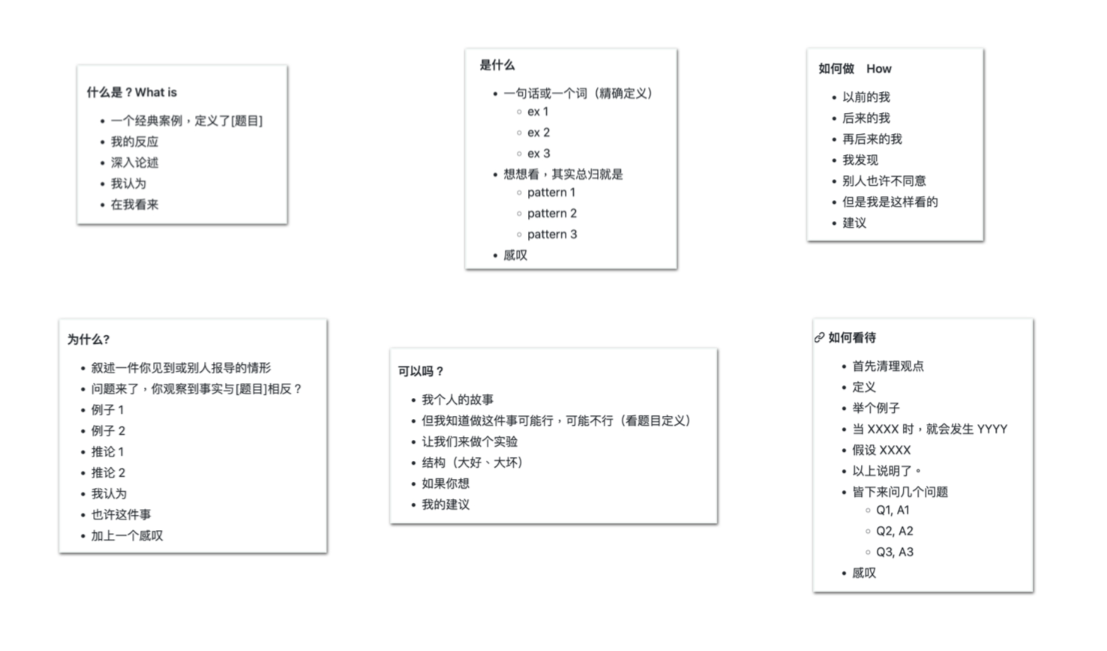 什么是？What is
• 一个经典案例，定义了[题目]
• 我的反应
• 深入论述
• 我认为
• 在我看来
是什么
• 一句话或一个词（精确定义）
◦ ex 1
◦ ex 2
◦ ex 3
• 想想看，其实总归就是
◦ pattern 1
◦ pattern 2
◦ pattern 3
• 感叹
如何做 How
• 以前的我
• 后来的我
• 再后来的我
• 我发现
• 别人也许不同意
• 但是我是这样看的
• 建议
为什么?
• 叙述一件你见到或别人报导的情形
• 问题来了，你观察到事实与[题目]相反？
• 例子 1
• 例子 2
• 推论 1
• 推论 2
• 我认为
• 也许这件事
• 加上一个感叹
可以吗？
• 我个人的故事
• 但我知道做这件事可能行，可能不行（看题目定义）
• 让我们来做个实验
• 结构（大好、大坏）
• 如果你想
• 我的建议
如何看待
• 首先清理观点
• 定义
• 举个例子
• 当 XXXX 时，就会发生 YYYY
• 假设 XXXX
• 以上说明了。
• 皆下来问几个问题
◦ Q1, A1
◦ Q2, A2
◦ Q3, A3
• 感叹